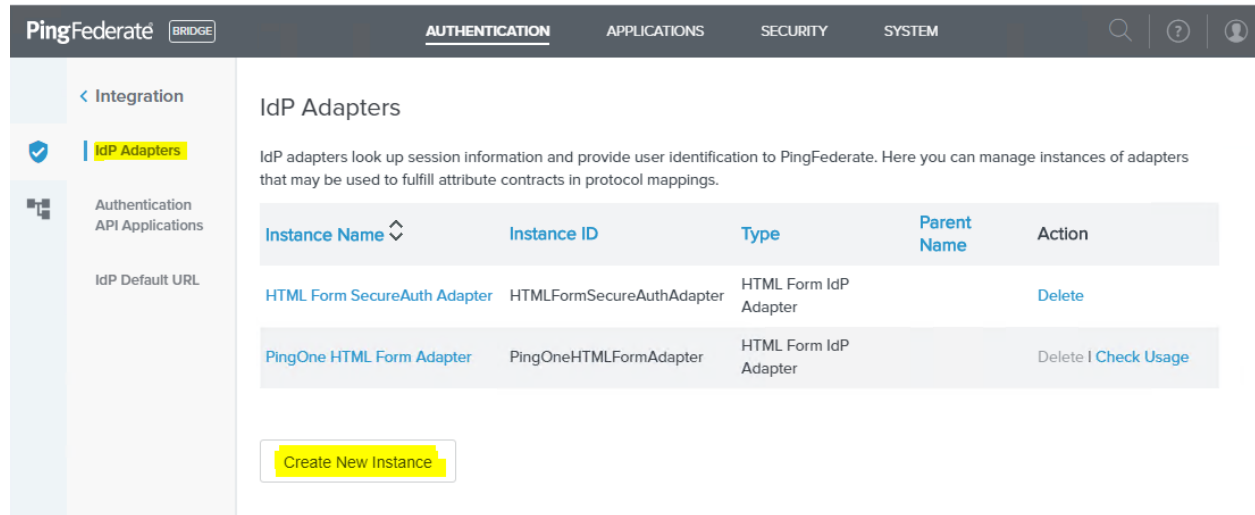 PingFederate BRIDGE AUTHENTICATION APPLICATIONS SECURITY SYSTEM
Integration
IdP Adapters
Authentication
API Applications
IdP Default URL
IdP Adapters
IdP adapters look up session information and provide user identification to PingFederate. Here you can manage instances of adapters
that may be used to fulfill attribute contracts in protocol mappings.
Instance Name Instance ID Type Parent Name Action
HTML Form SecureAuth Adapter HTMLFormSecureAuthAdapter HTML Form IdP Adapter Delete
PingOne HTML Form Adapter PingOneHTMLFormAdapter HTML Form IdP Adapter Delete | Check Usage
Create New Instance